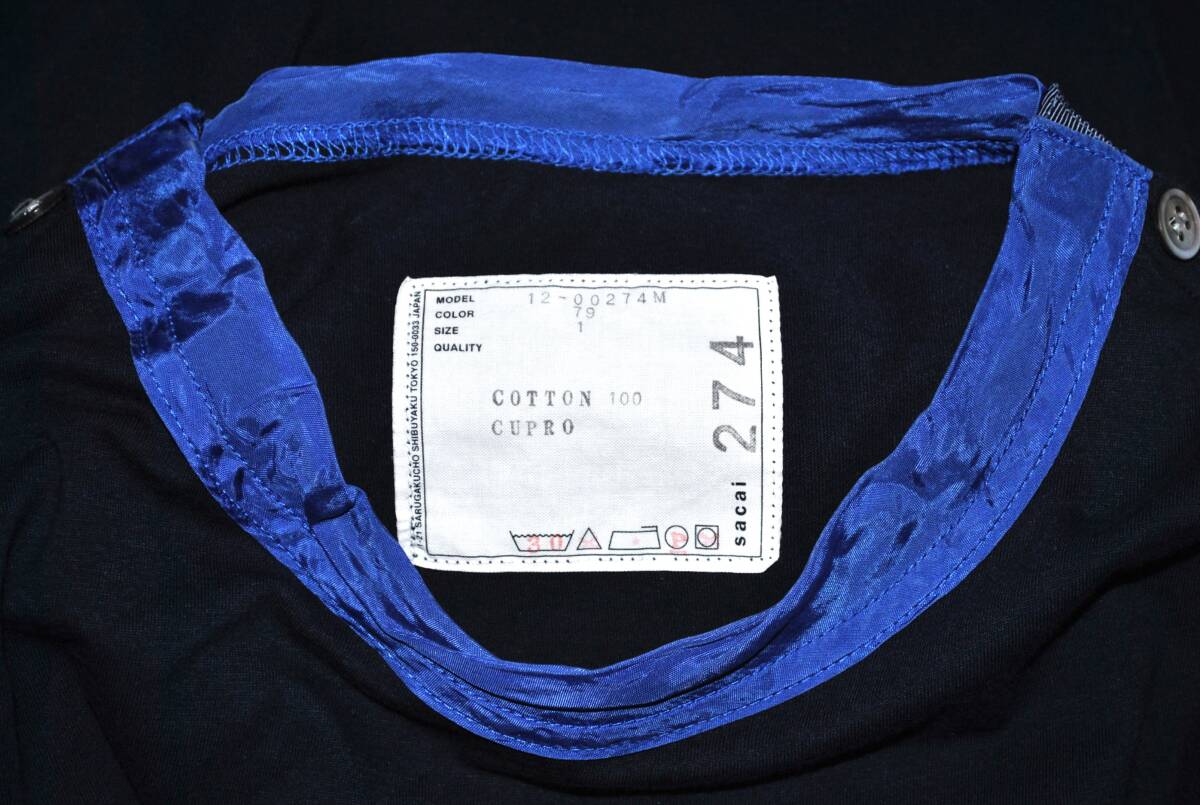 MODEL 12-00274M
COLOR 79
SIZE 1
QUALITY
COTTON 100
CUPRO
30
P
sacai 274
SARUGAKUCHO SHIBUYAKU TOKYO 150-0033 JAPAN